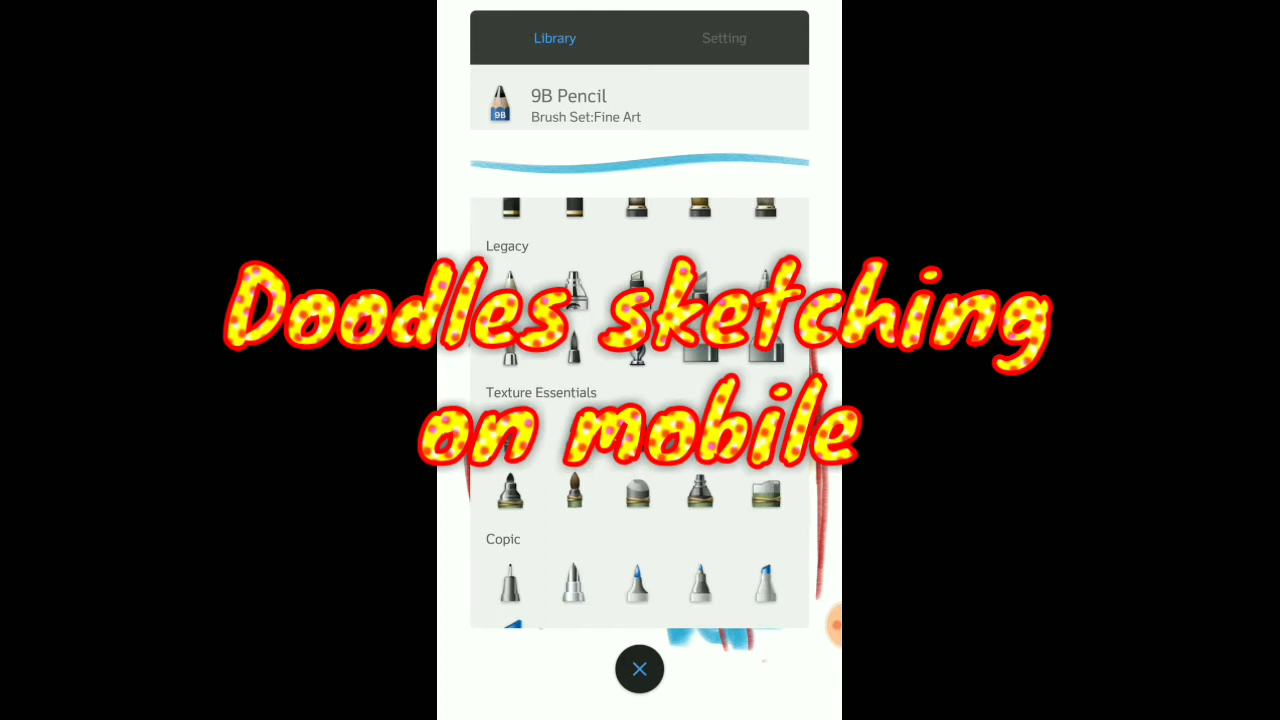 Library Setting
9B Pencil
9B
Brush Set:Fine Art
Legacy
Doodles sketching
on mobile
Texture Essentials
Copic